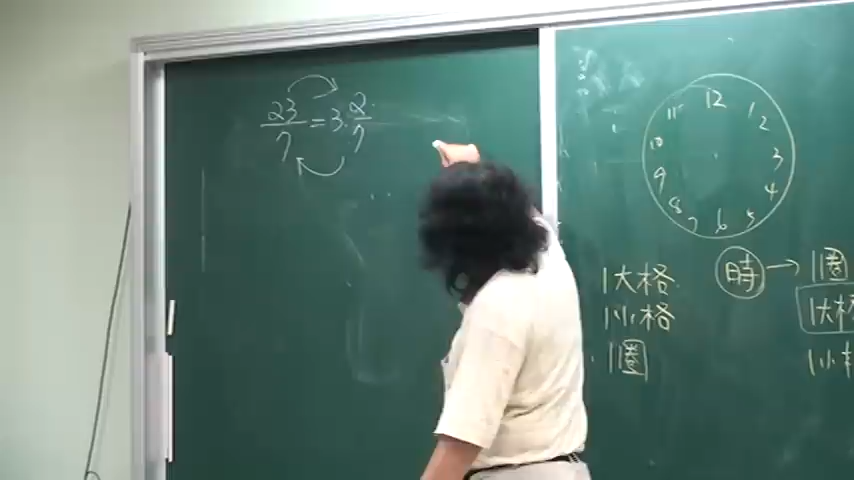 23/7 = 3 2/7
12
11 1
10 2
9 3
8 4
7 6 5
時 → 1圈
1大格
1大格
1小格
1小
1圈